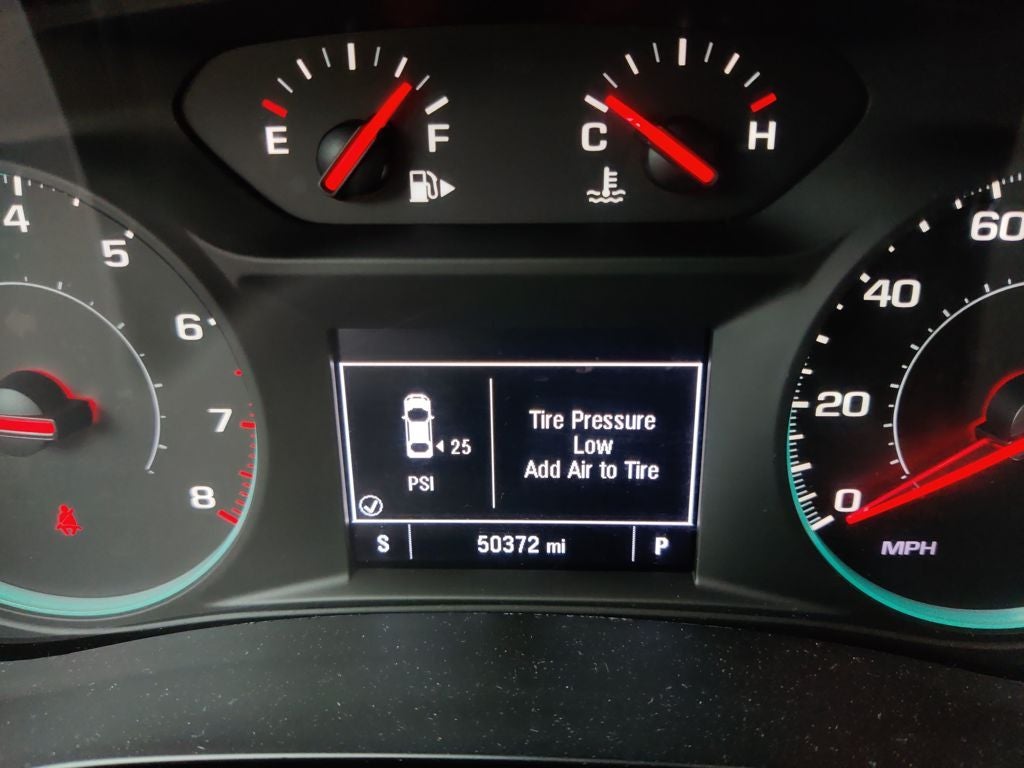 E F
C H
4
5
6
7
8
25
PSI
Tire Pressure
Low
Add Air to Tire
S 50372 mi P
60
40
20
0
MPH